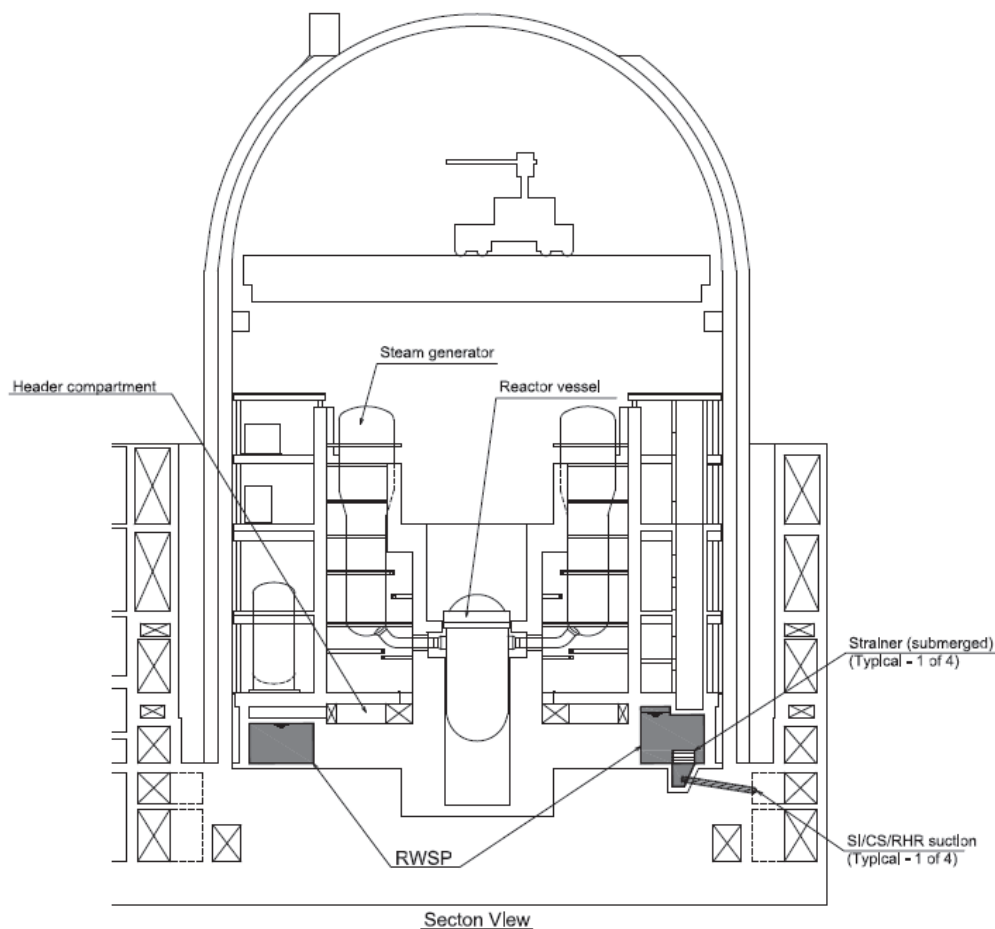 Steam generator
Header compartment
Reactor vessel
Strainer (submerged)
(Typical - 1 of 4)
SI/CS/RHR suction
(Typical - 1 of 4)
RWSP
Secton View